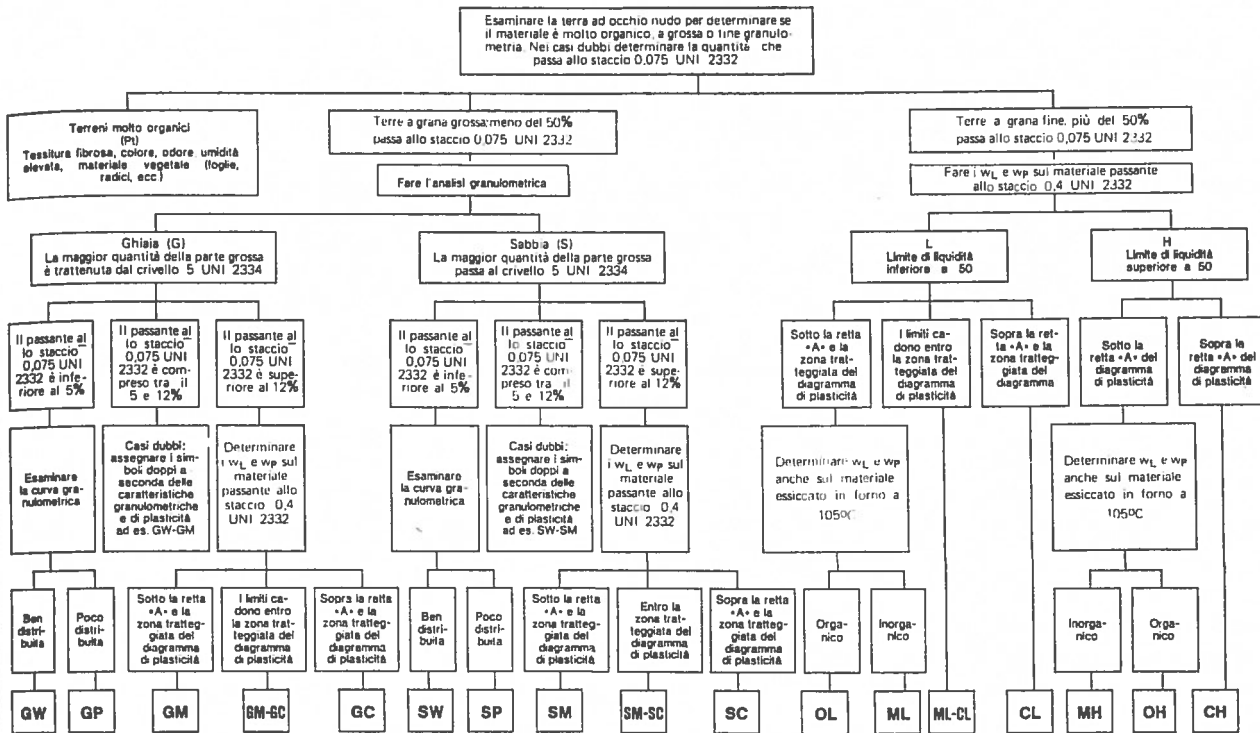 Esaminare la terra ad occhio nudo per determinare se
il materiale è molto organico, a grossa o fine granulo-
metria. Nei casi dubbi determinare la quantità che
passa allo staccio 0,075 UNI 2332
Terreni molto organici
(Pt)
Tessitura fibrosa, colore, odore umidità
elevata, materiale vegetale (foglie,
radici, ecc)
Terre a grana grossa: meno del 50%
passa allo staccio 0,075 UNI 2332
Terre a grana fine, più del 50%
passa allo staccio 0,075 UNI 2332
Fare l'analisi granulometrica
Fare i wL e wP sul materiale passante
allo staccio 0,4 UNI 2332
Ghiaia (G)
La maggior quantità della parte grossa
è trattenuta dal crivello 5 UNI 2334
Sabbia (S)
La maggior quantità della parte grossa
passa al crivello 5 UNI 2334
L
Limite di liquidità
inferiore a 50
H
Limite di liquidità
superiore a 50
Il passante al
lo staccio
0,075 UNI
2332 è infe-
riore al 5%
Il passante al
lo staccio
0,075 UNI
2332 è com-
preso tra il
5 e 12%
Il passante al
lo staccio
0,075 UNI
2332 è supe-
riore al 12%
Il passante al
lo staccio
0,075 UNI
2332 è infe-
riore al 5%
Il passante al
lo staccio
0,075 UNI
2332 è com-
preso tra il
5 e 12%
Il passante al
lo staccio
0,075 UNI
2332 è supe-
riore al 12%
Sotto la retta
«A» e la
zona tratteg-
giata del
diagramma
di plasticità
I limiti ca-
dono entro
la zona trat-
teggiata del
diagramma
di plasticità
Sopra la ret-
ta «A» e la
zona tratteg-
giata del
diagramma
Sotto la
retta «A» del
diagramma
di plasticità
Sopra la
retta «A» del
diagramma
di plasticità
Esaminare
la curva gra-
nulometrica
Casi dubbi:
assegnare i sim-
boli doppi a
seconda delle
caratteristiche
granulometriche
e di plasticità
ad es. GW-GM
Determinare
i wL e wP sul
materiale
passante allo
staccio 0,4
UNI 2332
Esaminare
la curva gra-
nulometrica
Casi dubbi:
assegnare i sim-
boli doppi a
seconda delle
caratteristiche
granulometriche
e di plasticità
ad es. SW-SM
Determinare
i wL e wP sul
materiale
passante allo
staccio 0,4
UNI 2332
Determinare wL e wP
anche sul materiale
essiccato in forno a
105ºC
Determinare wL e wP
anche sul materiale
essiccato in forno a
105ºC
Ben
distri-
buita
Poco
distri-
buita
Sotto la retta
«A» e la
zona tratteg-
giata del
diagramma
di plasticità
I limiti ca-
dono entro
la zona trat-
teggiata del
diagramma
di plasticità
Sopra la retta
«A» e la
zona tratteg-
giata del
diagramma
di plasticità
Ben
distri-
buita
Poco
distri-
buita
Sotto la retta
«A» e la
zona tratteg-
giata del
diagramma
di plasticità
Entro la
zona trat-
teggiata del
diagramma
di plasticità
Sopra la retta
«A» e la
zona tratteg-
giata del
diagramma
di plasticità
Orga-
nico
Inorga-
nico
Inorga-
nico
Orga-
nico
GW
GP
GM
GM-GC
GC
SW
SP
SM
SM-SC
SC
OL
ML
ML-CL
CL
MH
OH
CH